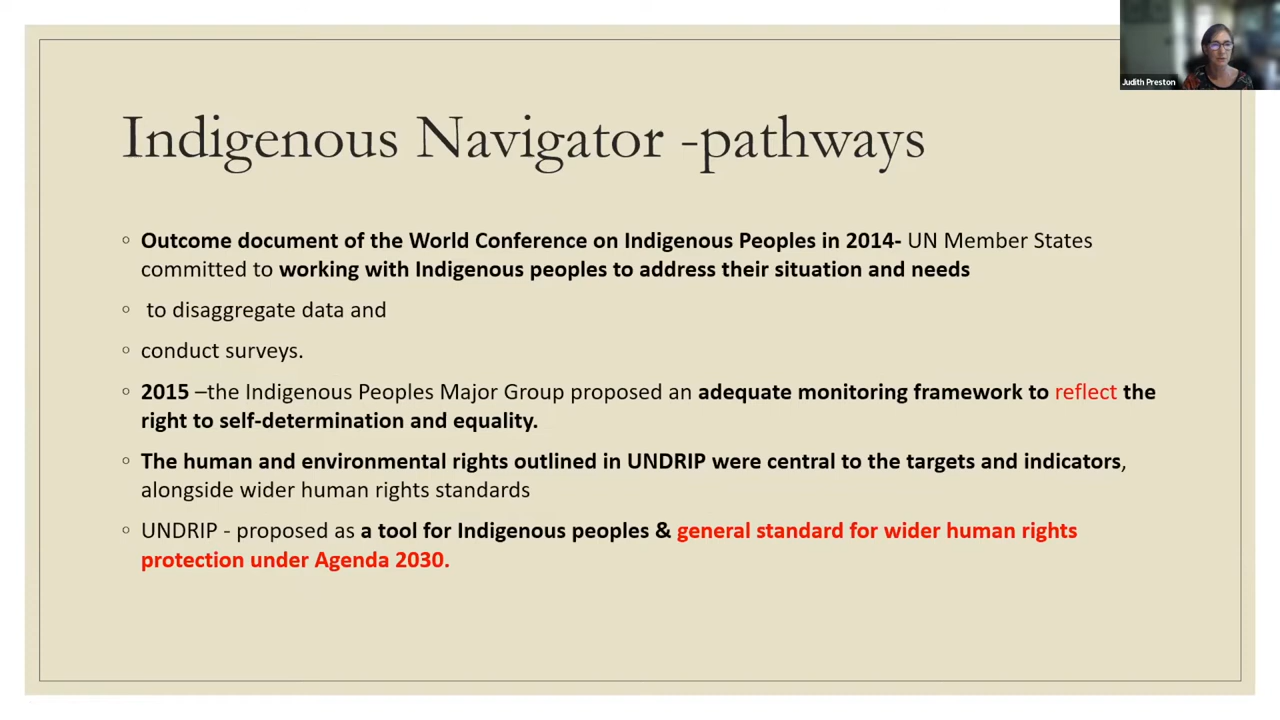 Judith Preston
Indigenous Navigator -pathways
◦ Outcome document of the World Conference on Indigenous Peoples in 2014- UN Member States
committed to working with Indigenous peoples to address their situation and needs
◦ to disaggregate data and
◦ conduct surveys.
◦ 2015 –the Indigenous Peoples Major Group proposed an adequate monitoring framework to reflect the
right to self-determination and equality.
◦ The human and environmental rights outlined in UNDRIP were central to the targets and indicators,
alongside wider human rights standards
◦ UNDRIP - proposed as a tool for Indigenous peoples & general standard for wider human rights
protection under Agenda 2030.